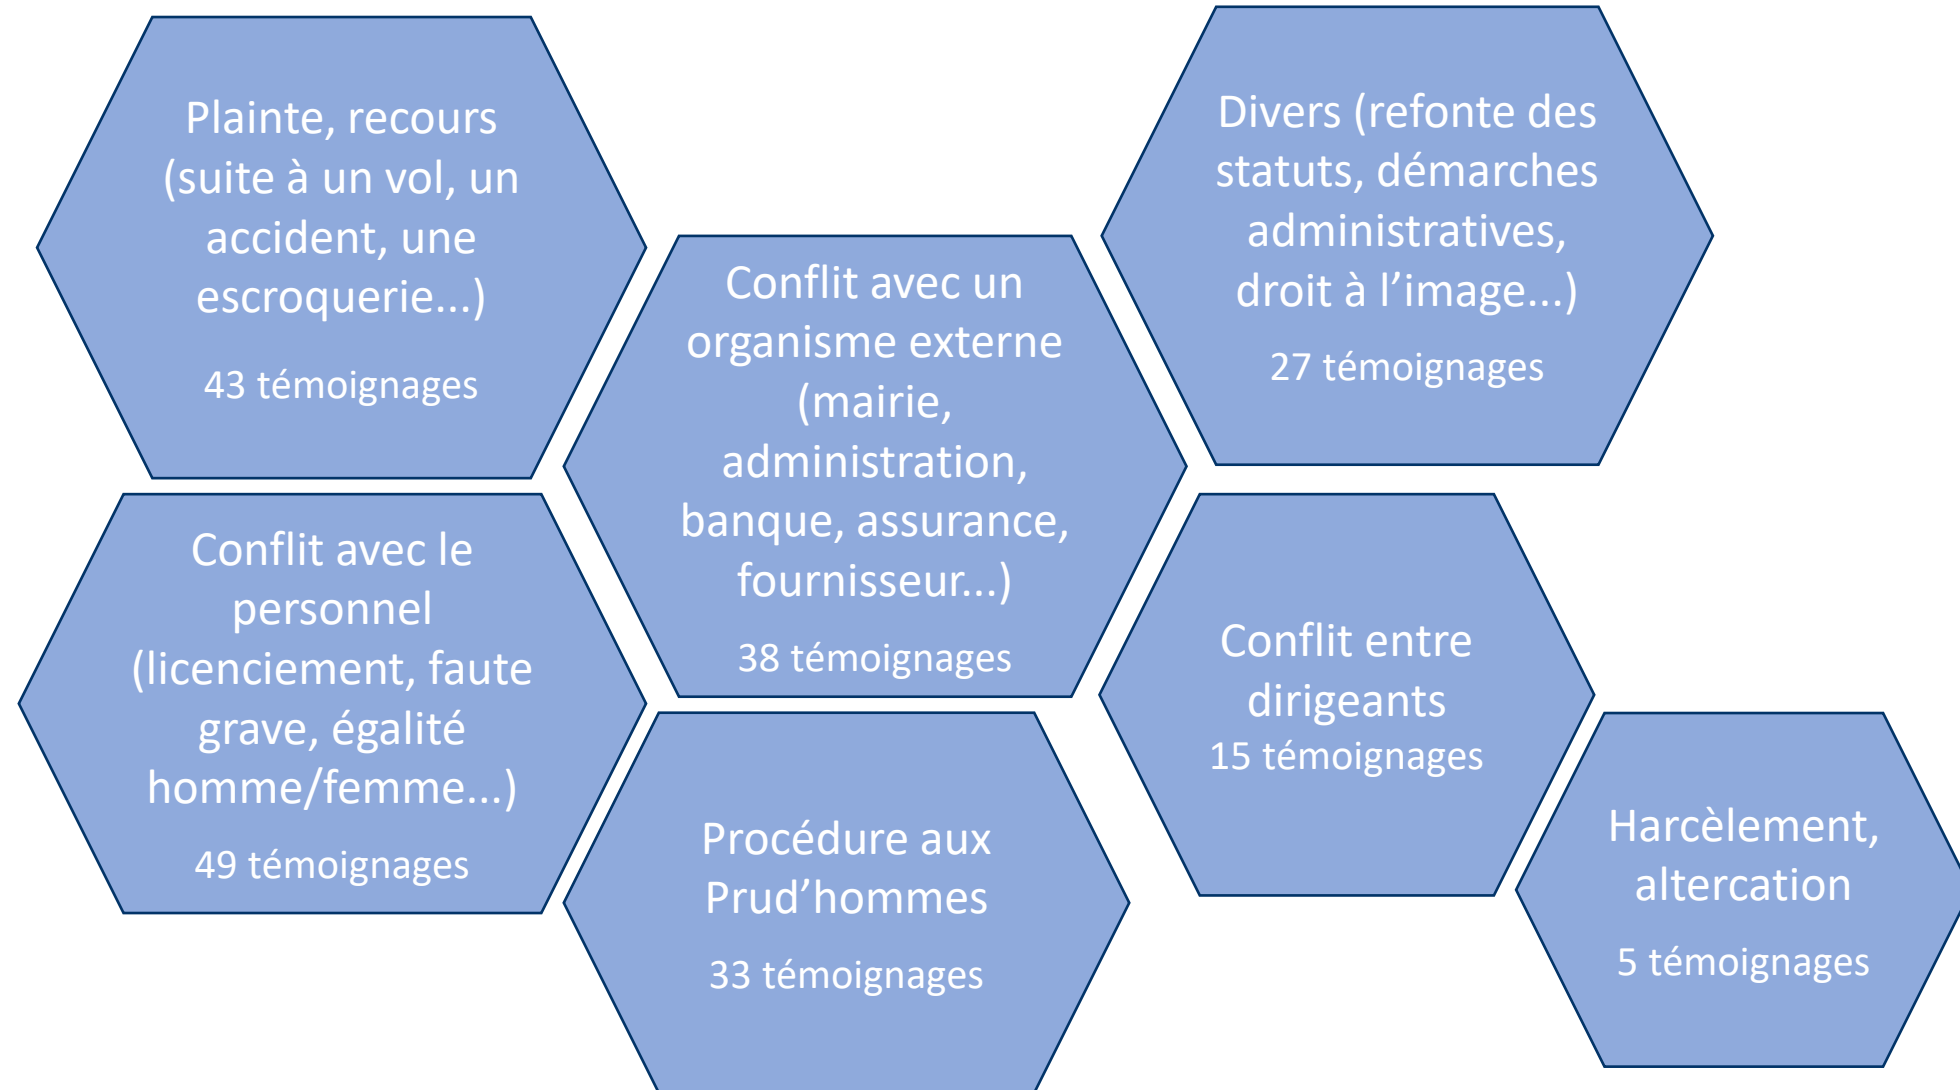 Plainte, recours
(suite à un vol, un
accident, une
escroquerie...)
43 témoignages
Divers (refonte des
statuts, démarches
administratives,
droit à l’image...)
27 témoignages
Conflit avec un
organisme externe
(mairie,
administration,
banque, assurance,
fournisseur...)
38 témoignages
Conflit avec le
personnel
(licenciement, faute
grave, égalité
homme/femme...)
49 témoignages
Conflit entre
dirigeants
15 témoignages
Procédure aux
Prud’hommes
33 témoignages
Harcèlement,
altercation
5 témoignages